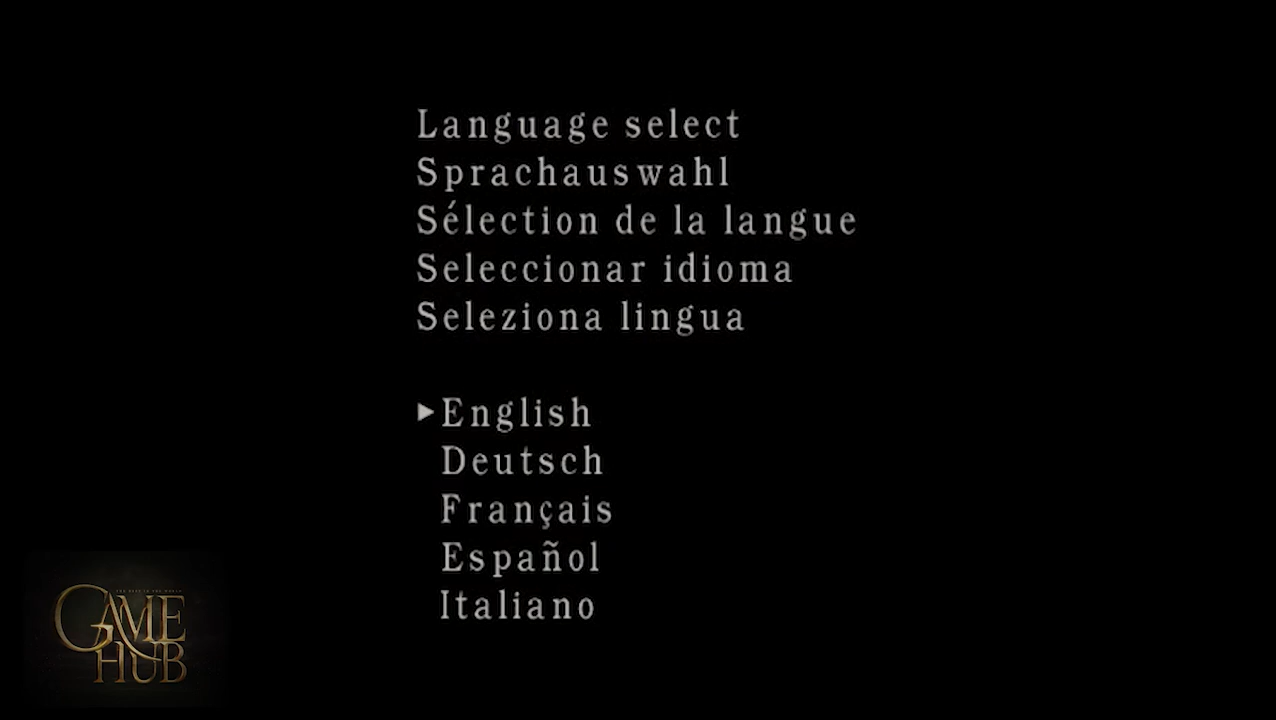 Language select
Sprachauswahl
Sélection de la langue
Seleccionar idioma
Seleziona lingua
English
Deutsch
Français
Español
Italiano
GAME
HUB